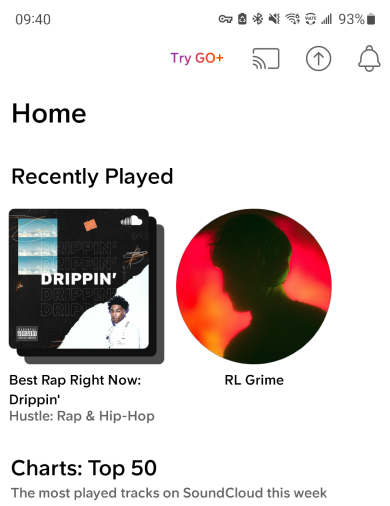 09:40
93%
Try GO+
Home
Recently Played
DRIPPIN'
DRIPPIN'
DRIPPIN'
DRIPPIN'
DRIPPIN'
Best Rap Right Now:
Drippin'
Hustle: Rap & Hip-Hop
RL Grime
Charts: Top 50
The most played tracks on SoundCloud this week